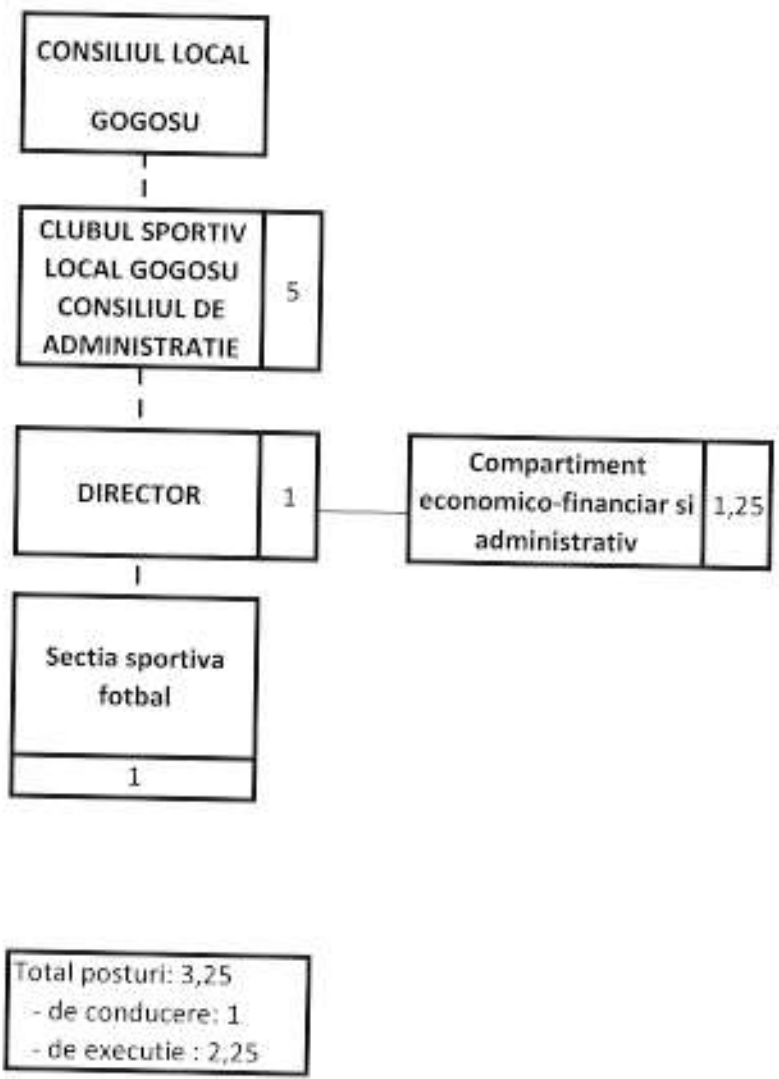 CONSILIUL LOCAL
GOGOSU
CLUBUL SPORTIV
LOCAL GOGOSU
CONSILIUL DE
ADMINISTRATIE
5
DIRECTOR
1
Compartiment
economico-financiar si
administrativ
1,25
Sectia sportiva
fotbal
1
Total posturi: 3,25
- de conducere: 1
- de executie : 2,25